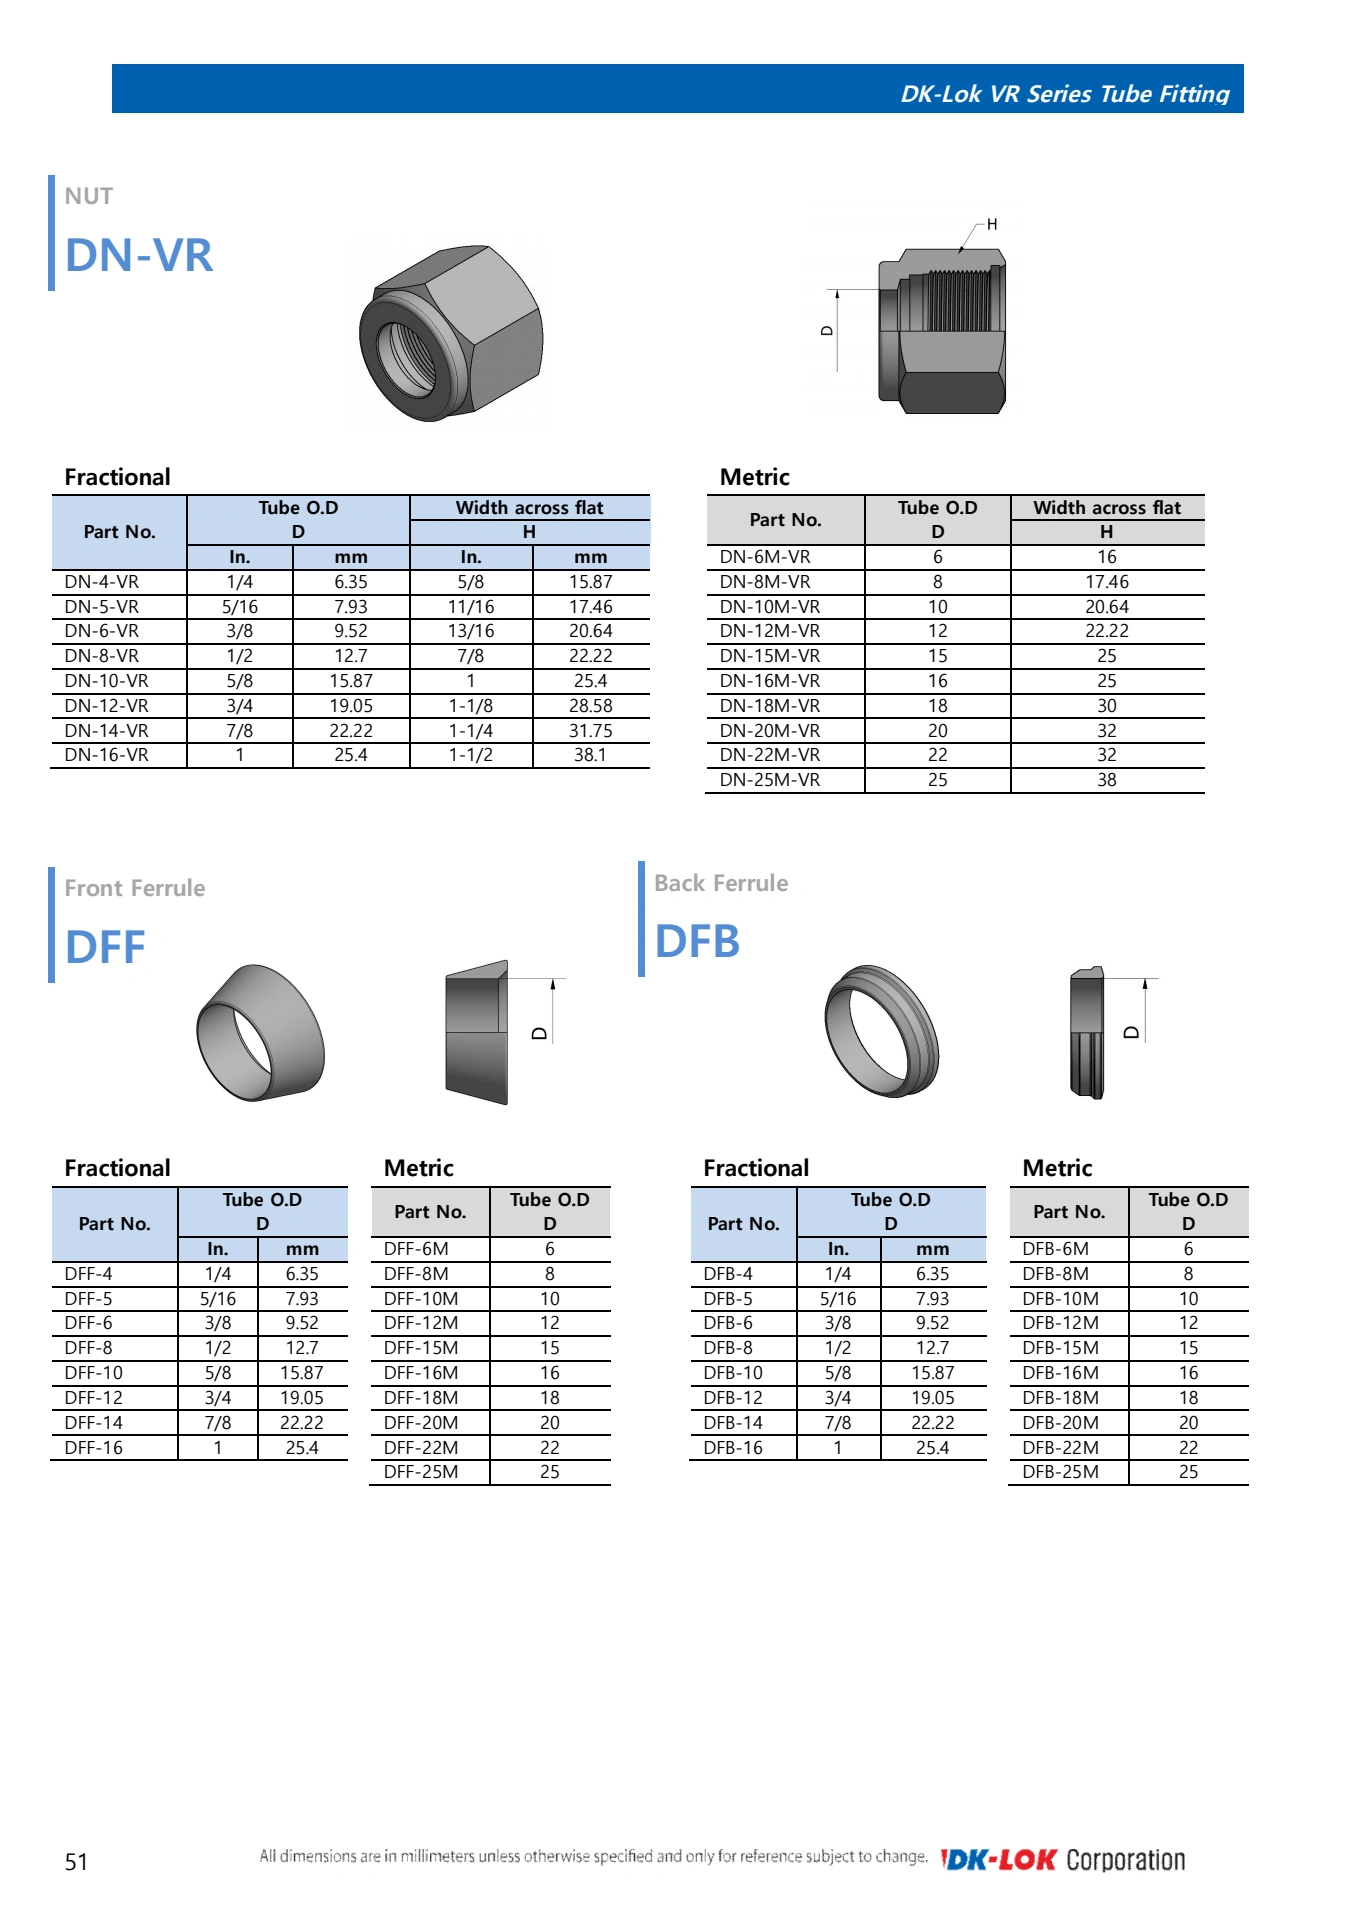 DK-Lok VR Series Tube Fitting
NUT
DN-VR
H
D
Fractional
Part No. Tube O.D D Width across flat H
In. mm In. mm
DN-4-VR 1/4 6.35 5/8 15.87
DN-5-VR 5/16 7.93 11/16 17.46
DN-6-VR 3/8 9.52 13/16 20.64
DN-8-VR 1/2 12.7 7/8 22.22
DN-10-VR 5/8 15.87 1 25.4
DN-12-VR 3/4 19.05 1-1/8 28.58
DN-14-VR 7/8 22.22 1-1/4 31.75
DN-16-VR 1 25.4 1-1/2 38.1
Metric
Part No. Tube O.D D Width across flat H
DN-6M-VR 6 16
DN-8M-VR 8 17.46
DN-10M-VR 10 20.64
DN-12M-VR 12 22.22
DN-15M-VR 15 25
DN-16M-VR 16 25
DN-18M-VR 18 30
DN-20M-VR 20 32
DN-22M-VR 22 32
DN-25M-VR 25 38
Front Ferrule
DFF
D
Fractional
Part No. Tube O.D D
In. mm
DFF-4 1/4 6.35
DFF-5 5/16 7.93
DFF-6 3/8 9.52
DFF-8 1/2 12.7
DFF-10 5/8 15.87
DFF-12 3/4 19.05
DFF-14 7/8 22.22
DFF-16 1 25.4
Metric
Part No. Tube O.D D
DFF-6M 6
DFF-8M 8
DFF-10M 10
DFF-12M 12
DFF-15M 15
DFF-16M 16
DFF-18M 18
DFF-20M 20
DFF-22M 22
DFF-25M 25
Back Ferrule
DFB
D
Fractional
Part No. Tube O.D D
In. mm
DFB-4 1/4 6.35
DFB-5 5/16 7.93
DFB-6 3/8 9.52
DFB-8 1/2 12.7
DFB-10 5/8 15.87
DFB-12 3/4 19.05
DFB-14 7/8 22.22
DFB-16 1 25.4
Metric
Part No. Tube O.D D
DFB-6M 6
DFB-8M 8
DFB-10M 10
DFB-12M 12
DFB-15M 15
DFB-16M 16
DFB-18M 18
DFB-20M 20
DFB-22M 22
DFB-25M 25
51
All dimensions are in millimeters unless otherwise specified and only for reference subject to change.
DK-LOK Corporation